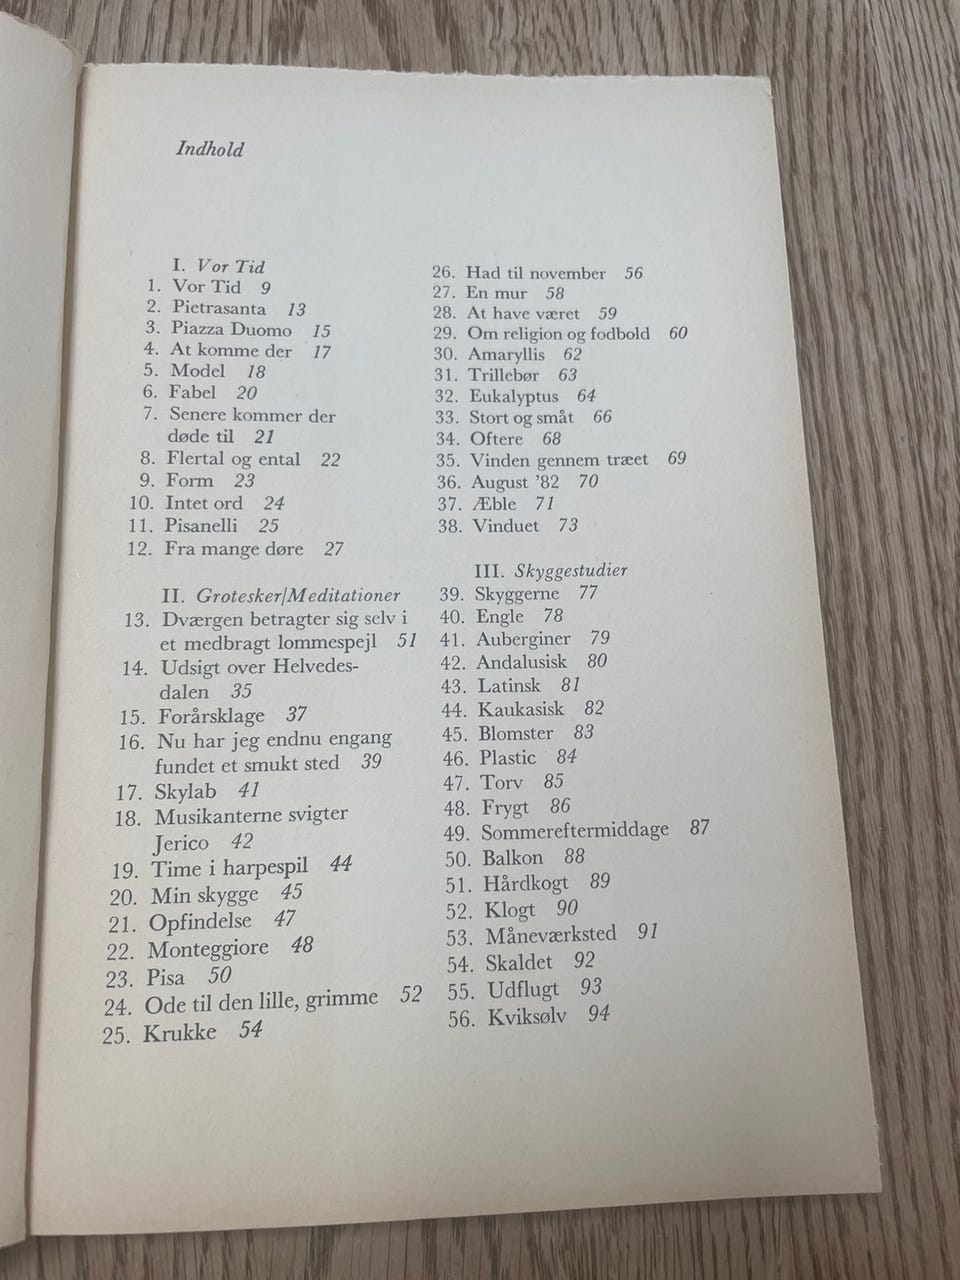 Indhold
I. Vor Tid
1. Vor Tid 9
2. Pietrasanta 13
3. Piazza Duomo 15
4. At komme der 17
5. Model 18
6. Fabel 20
7. Senere kommer der
døde til 21
8. Flertal og ental 22
9. Form 23
10. Intet ord 24
11. Pisanelli 25
12. Fra mange døre 27
II. Grotesker/Meditationer
13. Dværgen betragter sig selv i
et medbragt lommespejl 51
14. Udsigt over Helvedes-
dalen 35
15. Forårsklage 37
16. Nu har jeg endnu engang
fundet et smukt sted 39
17. Skylab 41
18. Musikanterne svigter
Jerico 42
19. Time i harpespil 44
20. Min skygge 45
21. Opfindelse 47
22. Monteggiore 48
23. Pisa 50
24. Ode til den lille, grimme 52
25. Krukke 54
26. Had til november 56
27. En mur 58
28. At have været 59
29. Om religion og fodbold 60
30. Amaryllis 62
31. Trillebør 63
32. Eukalyptus 64
33. Stort og småt 66
34. Oftere 68
35. Vinden gennem træet 69
36. August '82 70
37. Æble 71
38. Vinduet 73
III. Skyggestudier
39. Skyggerne 77
40. Engle 78
41. Auberginer 79
42. Andalusisk 80
43. Latinsk 81
44. Kaukasisk 82
45. Blomster 83
46. Plastic 84
47. Torv 85
48. Frygt 86
49. Sommereftermiddage 87
50. Balkon 88
51. Hårdkogt 89
52. Klogt 90
53. Måneværksted 91
54. Skaldet 92
55. Udflugt 93
56. Kviksølv 94